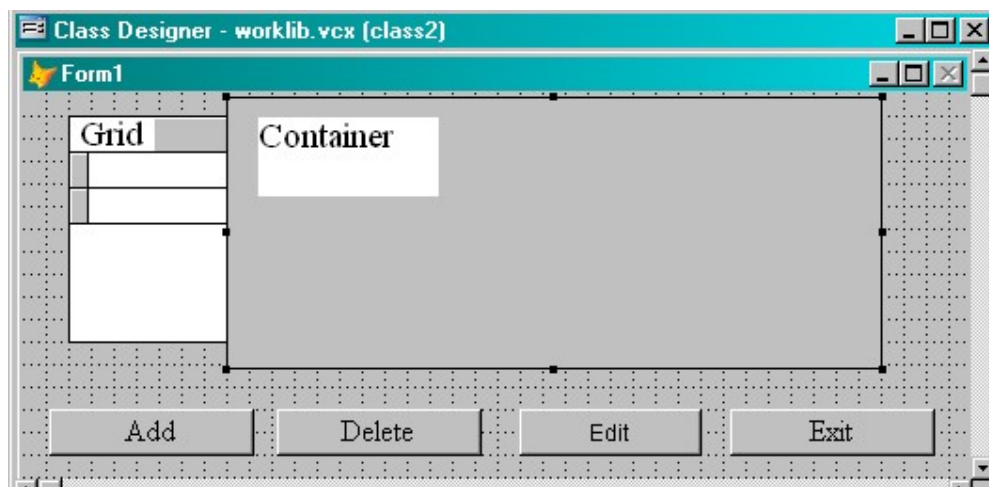 Class Designer - worklib.vcx (class2)
Form1
Grid
Container
Add Delete Edit Exit